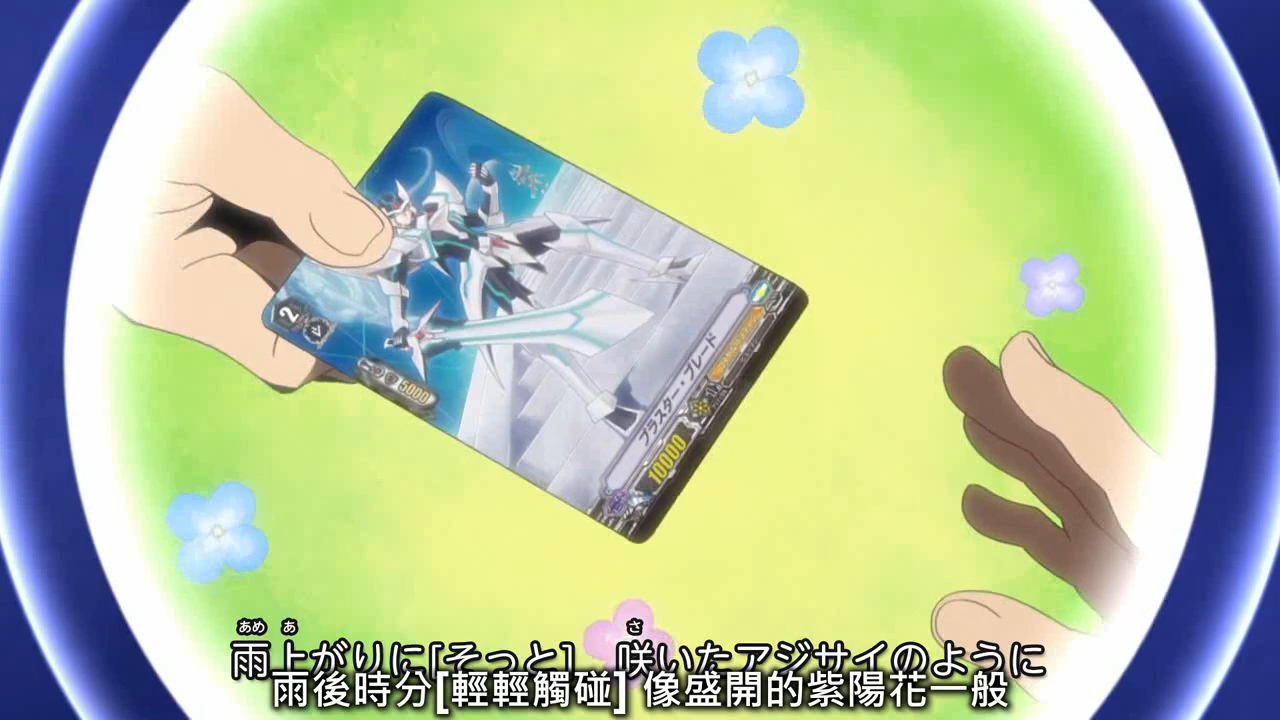 2
5000
ブラスター・ブレード
10000
あめ あ さ
雨上がりに[そっと] 咲いたアジサイのように
雨後時分[輕輕觸碰] 像盛開的紫陽花一般